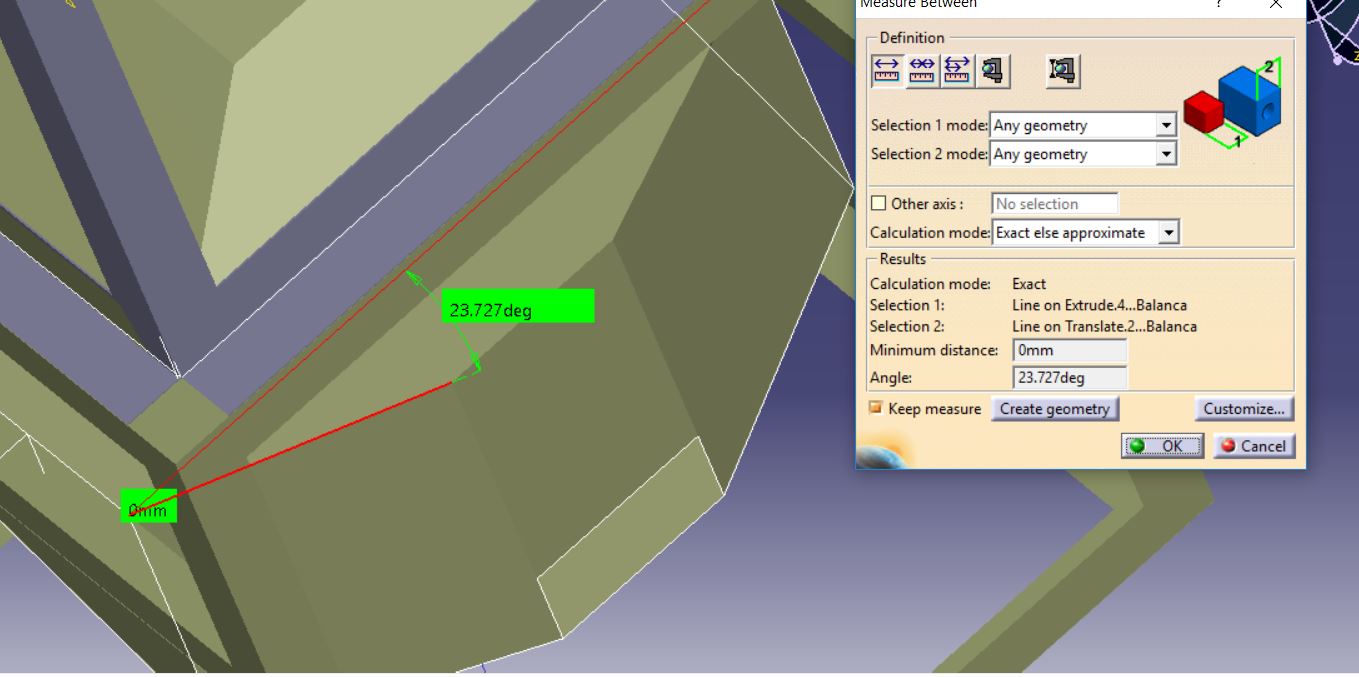 Measure Between
?
Definition
2
1
Selection 1 mode: Any geometry
Selection 2 mode: Any geometry
Other axis : No selection
Calculation mode: Exact else approximate
Results
Calculation mode: Exact
Selection 1: Line on Extrude.4...Balanca
Selection 2: Line on Translate.2...Balanca
Minimum distance: 0mm
Angle: 23.727deg
Keep measure Create geometry Customize...
OK Cancel
23.727deg
0mm